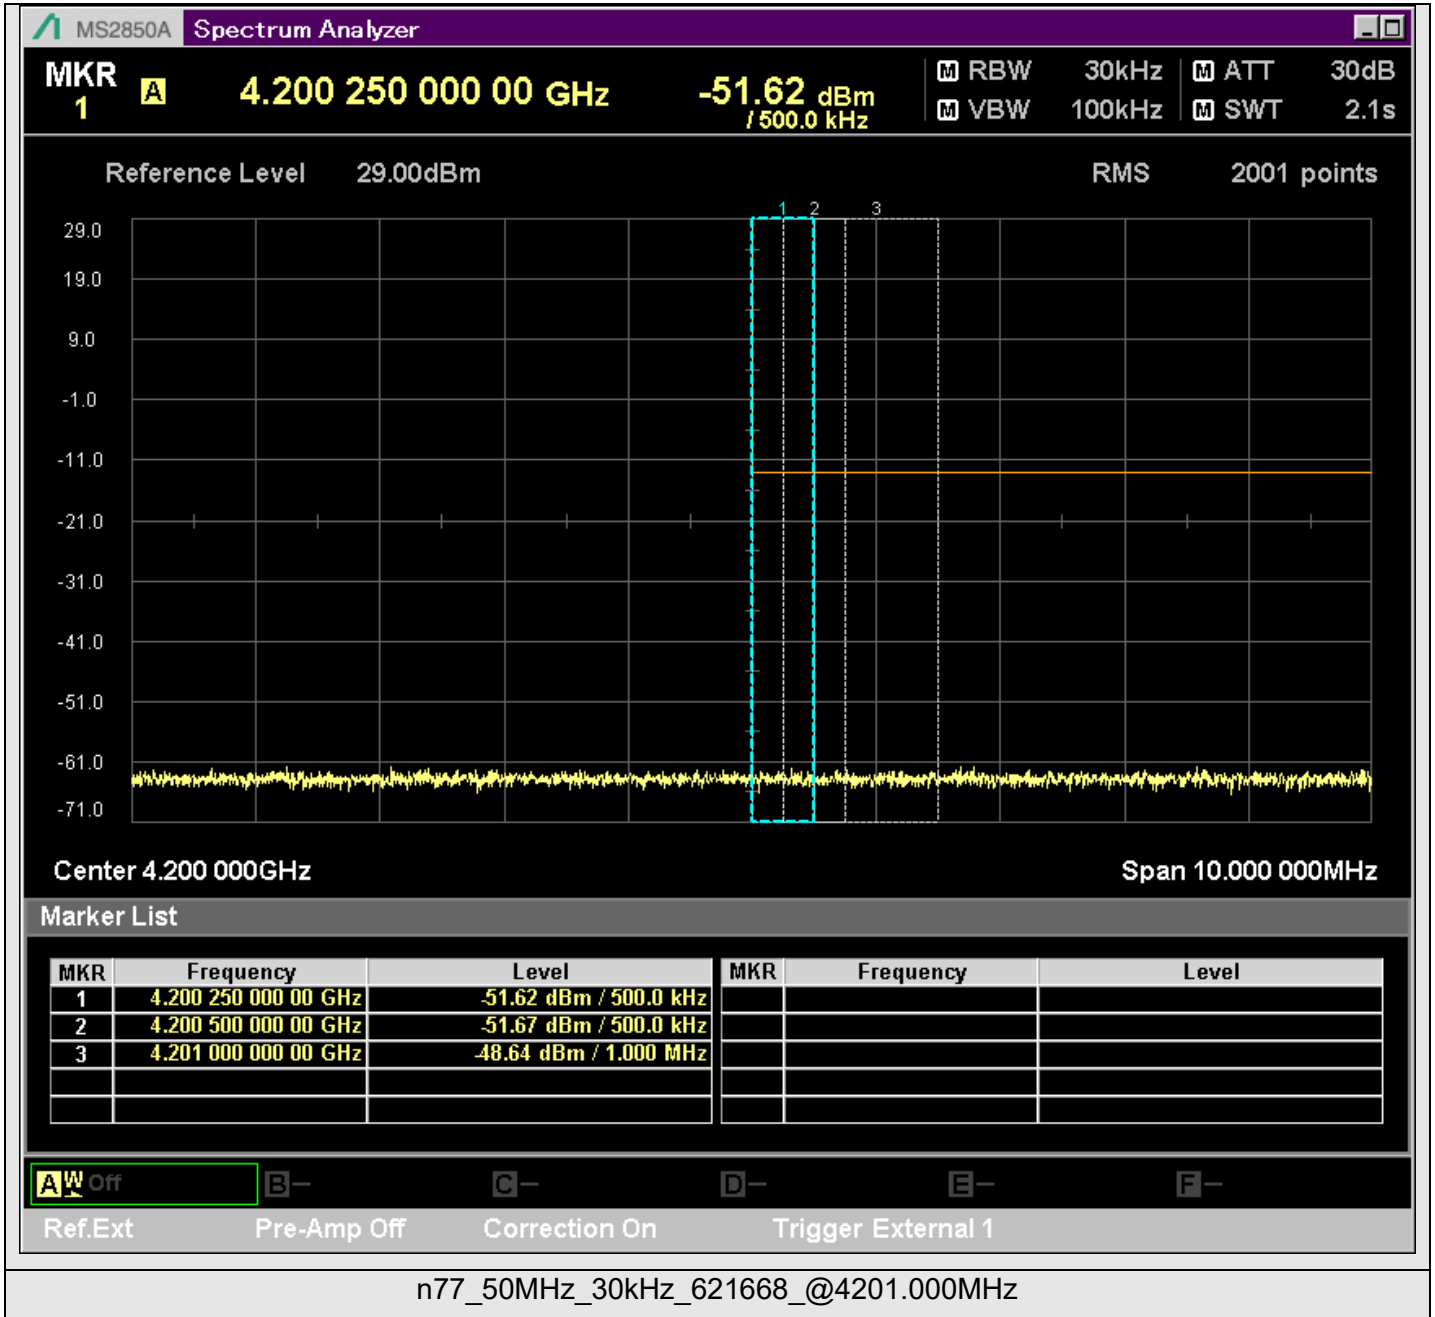 MS2850A Spectrum Analyzer
MKR 1 A 4.200 250 000 00 GHz -51.62 dBm / 500.0 kHz
M RBW 30kHz M ATT 30dB
M VBW 100kHz M SWT 2.1s
Reference Level 29.00dBm RMS 2001 points
1 2 3
29.0
19.0
9.0
-1.0
-11.0
-21.0
-31.0
-41.0
-51.0
-61.0
-71.0
Center 4.200 000GHz Span 10.000 000MHz
Marker List
MKR Frequency Level MKR Frequency Level
1 4.200 250 000 00 GHz -51.62 dBm / 500.0 kHz
2 4.200 500 000 00 GHz -51.67 dBm / 500.0 kHz
3 4.201 000 000 00 GHz -48.64 dBm / 1.000 MHz
A W Off B — C — D — E — F —
Ref.Ext Pre-Amp Off Correction On Trigger External 1
n77_50MHz_30kHz_621668_@4201.000MHz